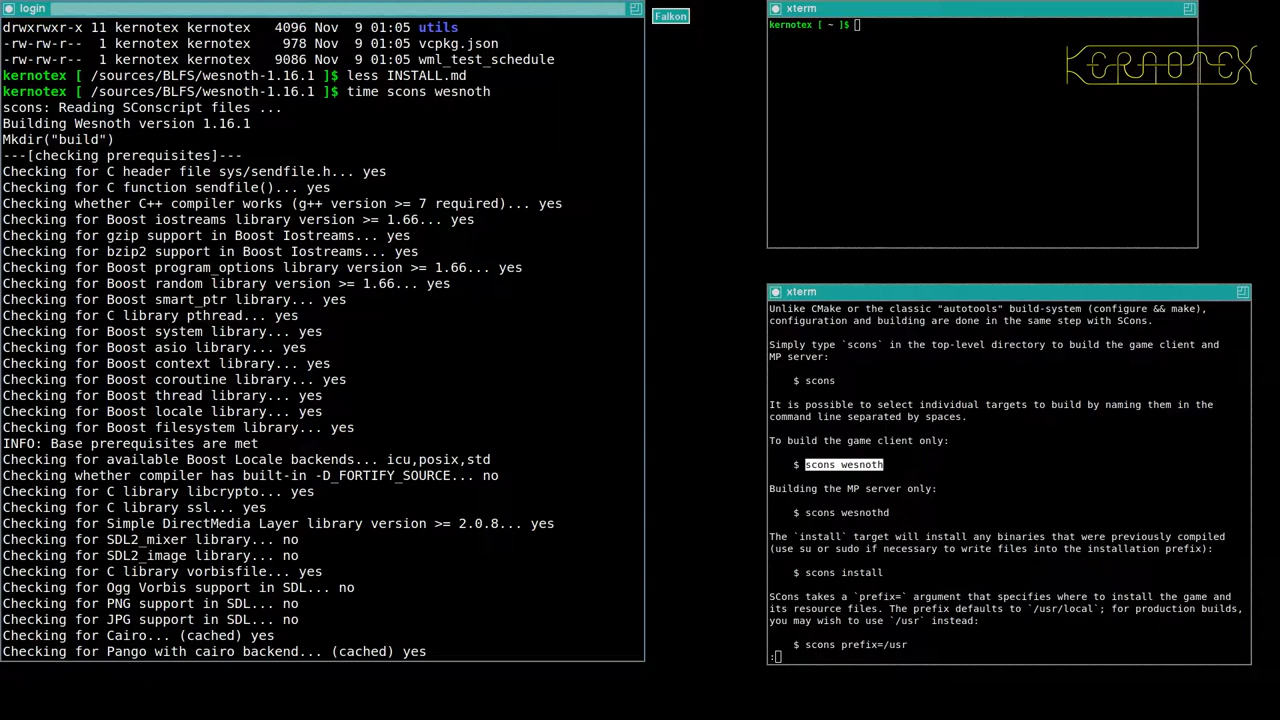 login
drwxrwxr-x 11 kernotex kernotex   4096 Nov  9 01:05 utils
-rw-rw-r--  1 kernotex kernotex    978 Nov  9 01:05 vcpkg.json
-rw-rw-r--  1 kernotex kernotex   9086 Nov  9 01:05 wml_test_schedule
kernotex [ /sources/BLFS/wesnoth-1.16.1 ]$ less INSTALL.md
kernotex [ /sources/BLFS/wesnoth-1.16.1 ]$ time scons wesnoth
scons: Reading SConscript files ...
Building Wesnoth version 1.16.1
Mkdir("build")
---[checking prerequisites]---
Checking for C header file sys/sendfile.h... yes
Checking for C function sendfile()... yes
Checking whether C++ compiler works (g++ version >= 7 required)... yes
Checking for Boost iostreams library version >= 1.66... yes
Checking for gzip support in Boost Iostreams... yes
Checking for bzip2 support in Boost Iostreams... yes
Checking for Boost program_options library version >= 1.66... yes
Checking for Boost random library version >= 1.66... yes
Checking for Boost smart_ptr library... yes
Checking for C library pthread... yes
Checking for Boost system library... yes
Checking for Boost asio library... yes
Checking for Boost context library... yes
Checking for Boost coroutine library... yes
Checking for Boost thread library... yes
Checking for Boost locale library... yes
Checking for Boost filesystem library... yes
INFO: Base prerequisites are met
Checking for available Boost Locale backends... icu,posix,std
Checking whether compiler has built-in -D_FORTIFY_SOURCE... no
Checking for C library libcrypto... yes
Checking for C library ssl... yes
Checking for Simple DirectMedia Layer library version >= 2.0.8... yes
Checking for SDL2_mixer library... no
Checking for SDL2_image library... no
Checking for C library vorbisfile... yes
Checking for Ogg Vorbis support in SDL... no
Checking for PNG support in SDL... no
Checking for JPG support in SDL... no
Checking for Cairo... (cached) yes
Checking for Pango with cairo backend... (cached) yes
Falkon
xterm
kernotex [ ~ ]$
KERNOTEX
xterm
Unlike CMake or the classic "autotools" build-system (configure && make),
configuration and building are done in the same step with SCons.
Simply type `scons` in the top-level directory to build the game client and
MP server:
$ scons
It is possible to select individual targets to build by naming them in the
command line separated by spaces.
To build the game client only:
$ scons wesnoth
Building the MP server only:
$ scons wesnothd
The `install` target will install any binaries that were previously compiled
(use su or sudo if necessary to write files into the installation prefix):
$ scons install
SCons takes a `prefix=` argument that specifies where to install the game and
its resource files. The prefix defaults to `/usr/local`; for production builds,
you may wish to use `/usr` instead:
$ scons prefix=/usr
: